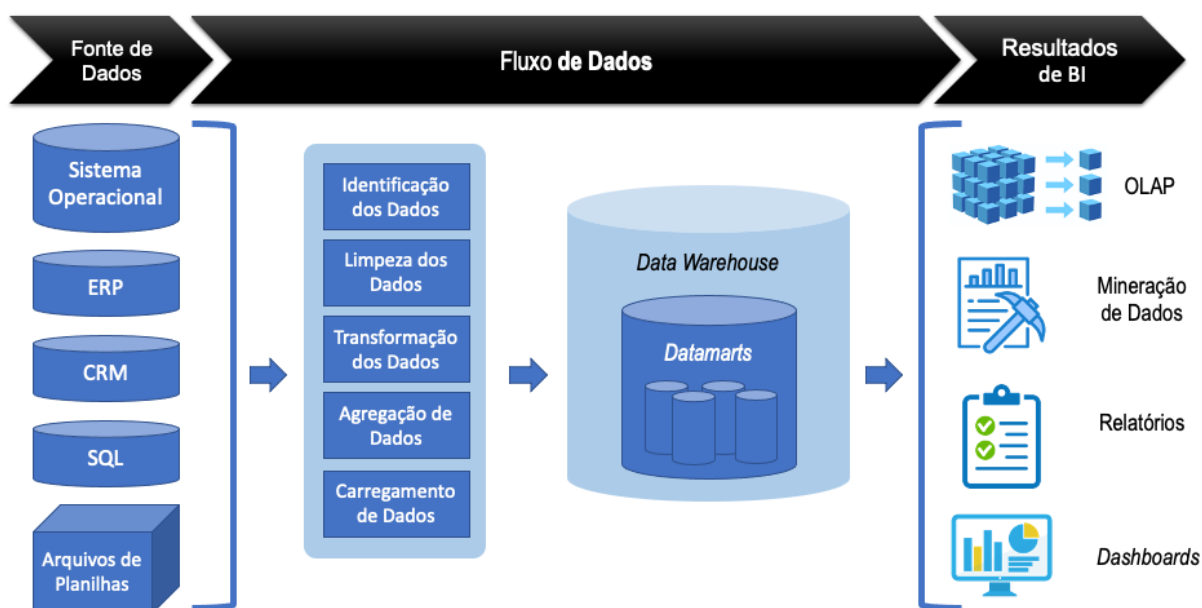 Fonte de
Dados
Fluxo de Dados
Resultados
de BI
Sistema
Operacional
ERP
CRM
SQL
Arquivos de
Planilhas
Identificação
dos Dados
Limpeza dos
Dados
Transformação
dos Dados
Agregação de
Dados
Carregamento
de Dados
Data Warehouse
Datamarts
OLAP
Mineração
de Dados
Relatórios
Dashboards